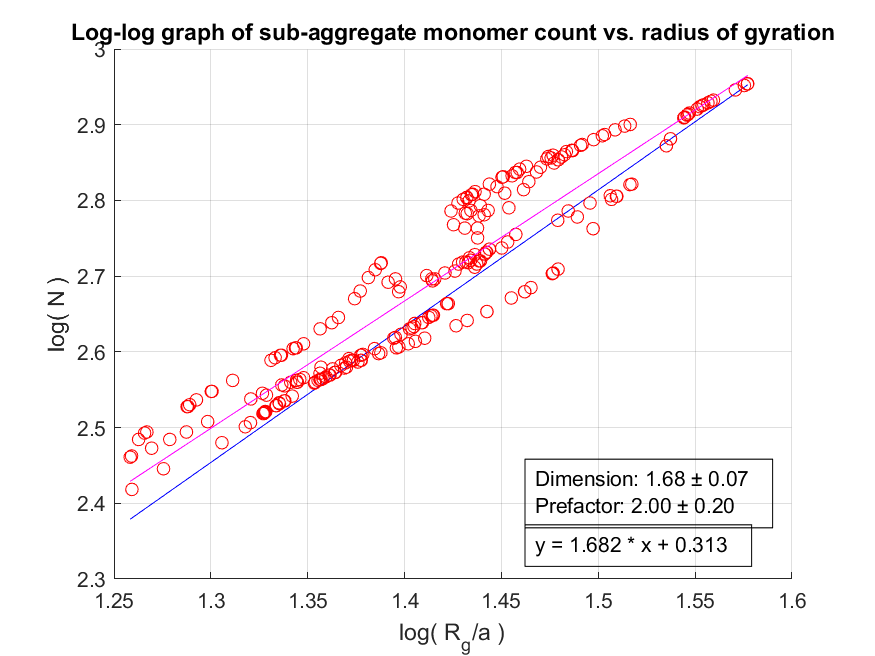 Log-log graph of sub-aggregate monomer count vs. radius of gyration
3
2.9
2.8
2.7
2.6
2.5
2.4
2.3
log( N )
Dimension: 1.68 ± 0.07
Prefactor: 2.00 ± 0.20
y = 1.682 * x + 0.313
1.25 1.3 1.35 1.4 1.45 1.5 1.55 1.6
log( R_g/a )